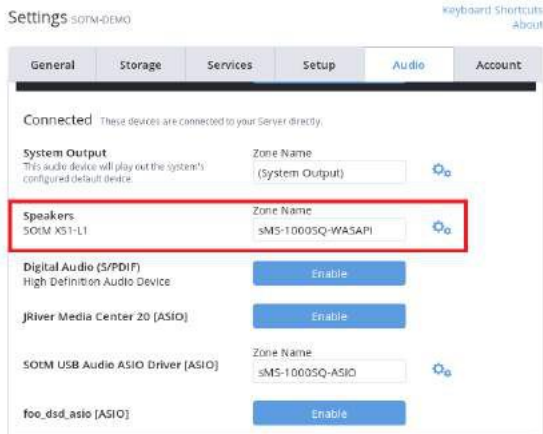 Settings SOTM-DEMO
Keyboard Shortcuts
About
General Storage Services Setup Audio Account
Connected These devices are connected to your Server directly.
System Output
This audio device will play out the system's
configured default device.
Zone Name
(System Output)
Speakers
SOtM XS1-L1
Zone Name
sMS-1000SQ-WASAPI
Digital Audio (S/PDIF)
High Definition Audio Device
Enable
JRiver Media Center 20 [ASIO]
Enable
SOtM USB Audio ASIO Driver [ASIO]
Zone Name
sMS-1000SQ-ASIO
foo_dsd_asio [ASIO]
Enable